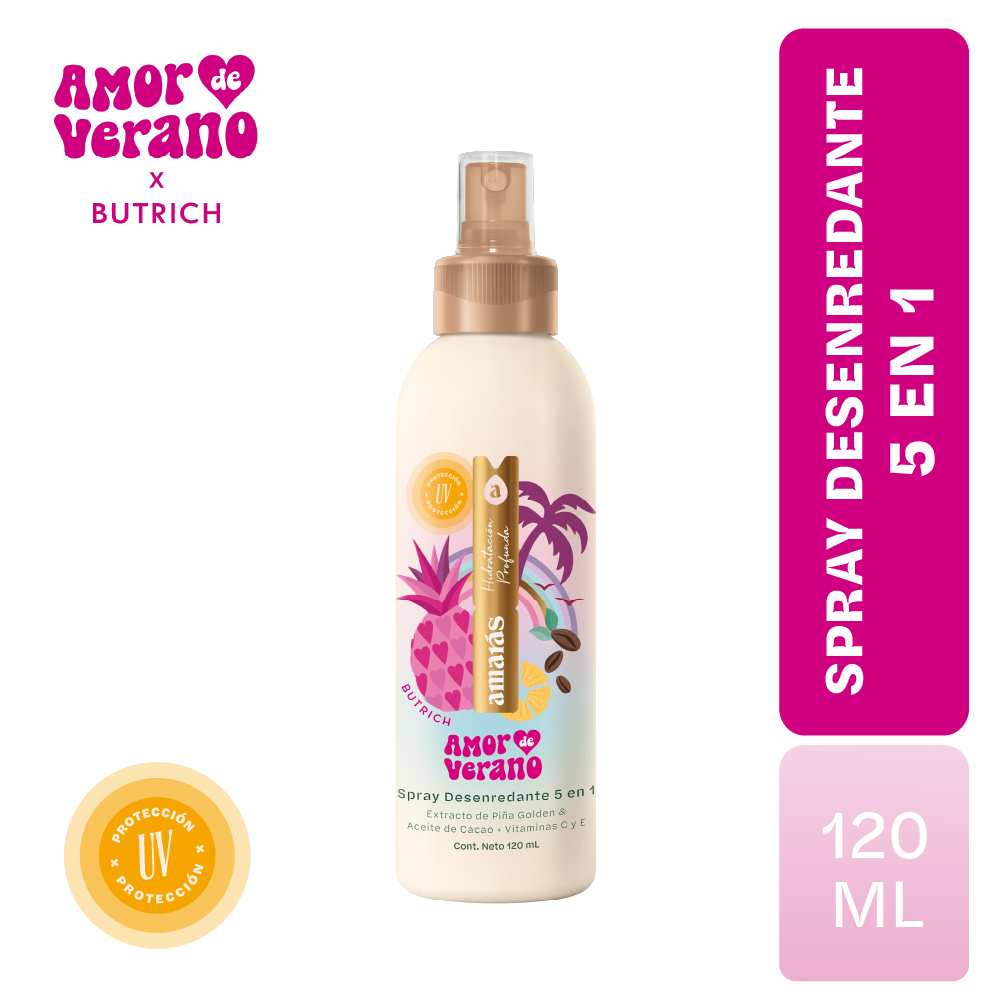 AMOR de
verano
X
BUTRICH
PROTECCIÓN
UV
PROTECCIÓN
a
Hidratación
Profunda
amarás
BUTRICH
AMOR de
verano
Spray Desenredante 5 en 1
Extracto de Piña Golden &
Aceite de Cacao + Vitaminas C y E
Cont. Neto 120 mL
PROTECCIÓN
UV
PROTECCIÓN
SPRAY DESENREDANTE
5 EN 1
120
ML